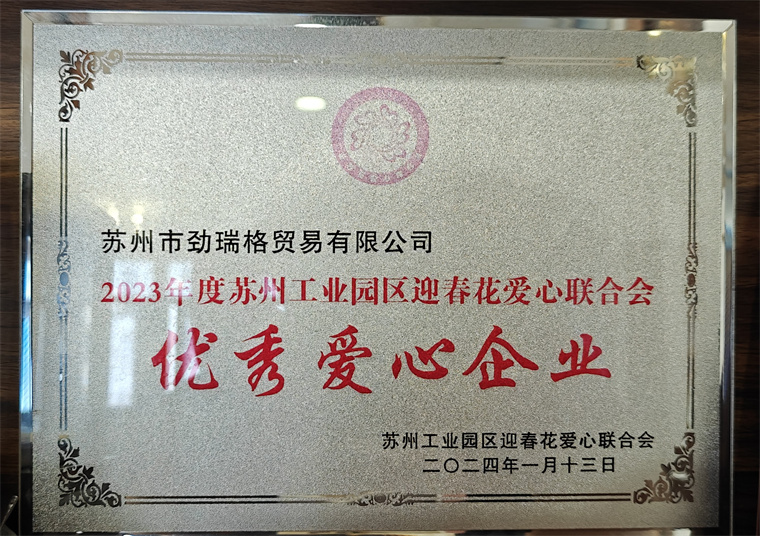 苏州市劲瑞格贸易有限公司
2023年度苏州工业园区迎春花爱心联合会
优秀爱心企业
苏州工业园区迎春花爱心联合会
二〇二四年一月十三日